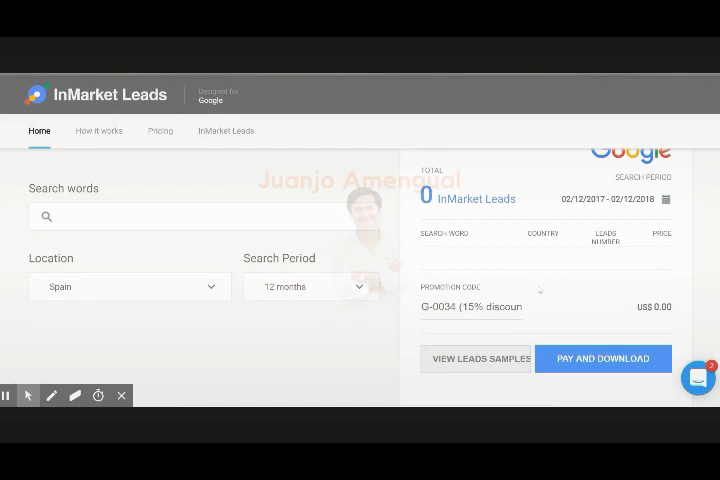 InMarket Leads
Designed for
Google
Home
How it works
Pricing
InMarket Leads
Google
Juanjo Amengual
Search words
Location
Spain
Search Period
12 months
TOTAL
0 InMarket Leads
SEARCH PERIOD
02/12/2017 - 02/12/2018
SEARCH WORD
COUNTRY
LEADS
NUMBER
PRICE
PROMOTION CODE
G-0034 (15% discoun
US$ 0.00
VIEW LEADS SAMPLES
PAY AND DOWNLOAD
2